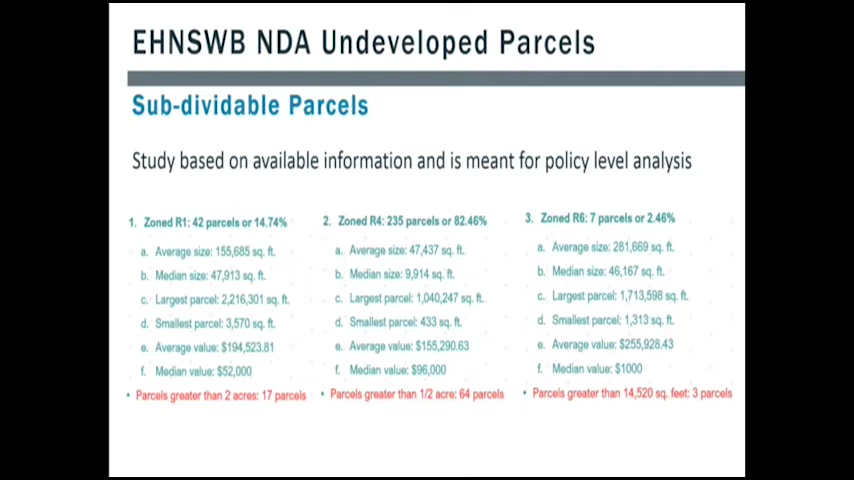 EHNSWB NDA Undeveloped Parcels
Sub-dividable Parcels
Study based on available information and is meant for policy level analysis
1. Zoned R1: 42 parcels or 14.74%
a. Average size: 155,685 sq. ft.
b. Median size: 47,913 sq. ft.
c. Largest parcel: 2,216,301 sq. ft.
d. Smallest parcel: 3,570 sq. ft.
e. Average value: $194,523.81
f. Median value: $52,000
• Parcels greater than 2 acres: 17 parcels
2. Zoned R4: 235 parcels or 82.46%
a. Average size: 47,437 sq. ft.
b. Median size: 9,914 sq. ft.
c. Largest parcel: 1,040,247 sq. ft.
d. Smallest parcel: 433 sq. ft.
e. Average value: $155,290.63
f. Median value: $96,000
• Parcels greater than 1/2 acre: 64 parcels
3. Zoned R6: 7 parcels or 2.46%
a. Average size: 281,669 sq. ft.
b. Median size: 46,167 sq. ft.
c. Largest parcel: 1,713,598 sq. ft.
d. Smallest parcel: 1,313 sq. ft.
e. Average value: $255,928.43
f. Median value: $1000
• Parcels greater than 14,520 sq. feet: 3 parcels